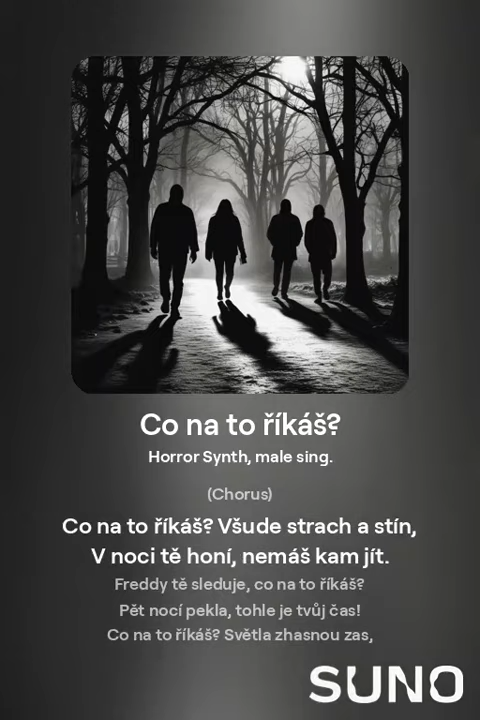 Co na to říkáš?
Horror Synth, male sing.
(Chorus)
Co na to říkáš? Všude strach a stín,
V noci tě honí, nemáš kam jít.
Freddy tě sleduje, co na to říkáš?
Pět nocí pekla, tohle je tvůj čas!
Co na to říkáš? Světla zhasnou zas,
SUNO